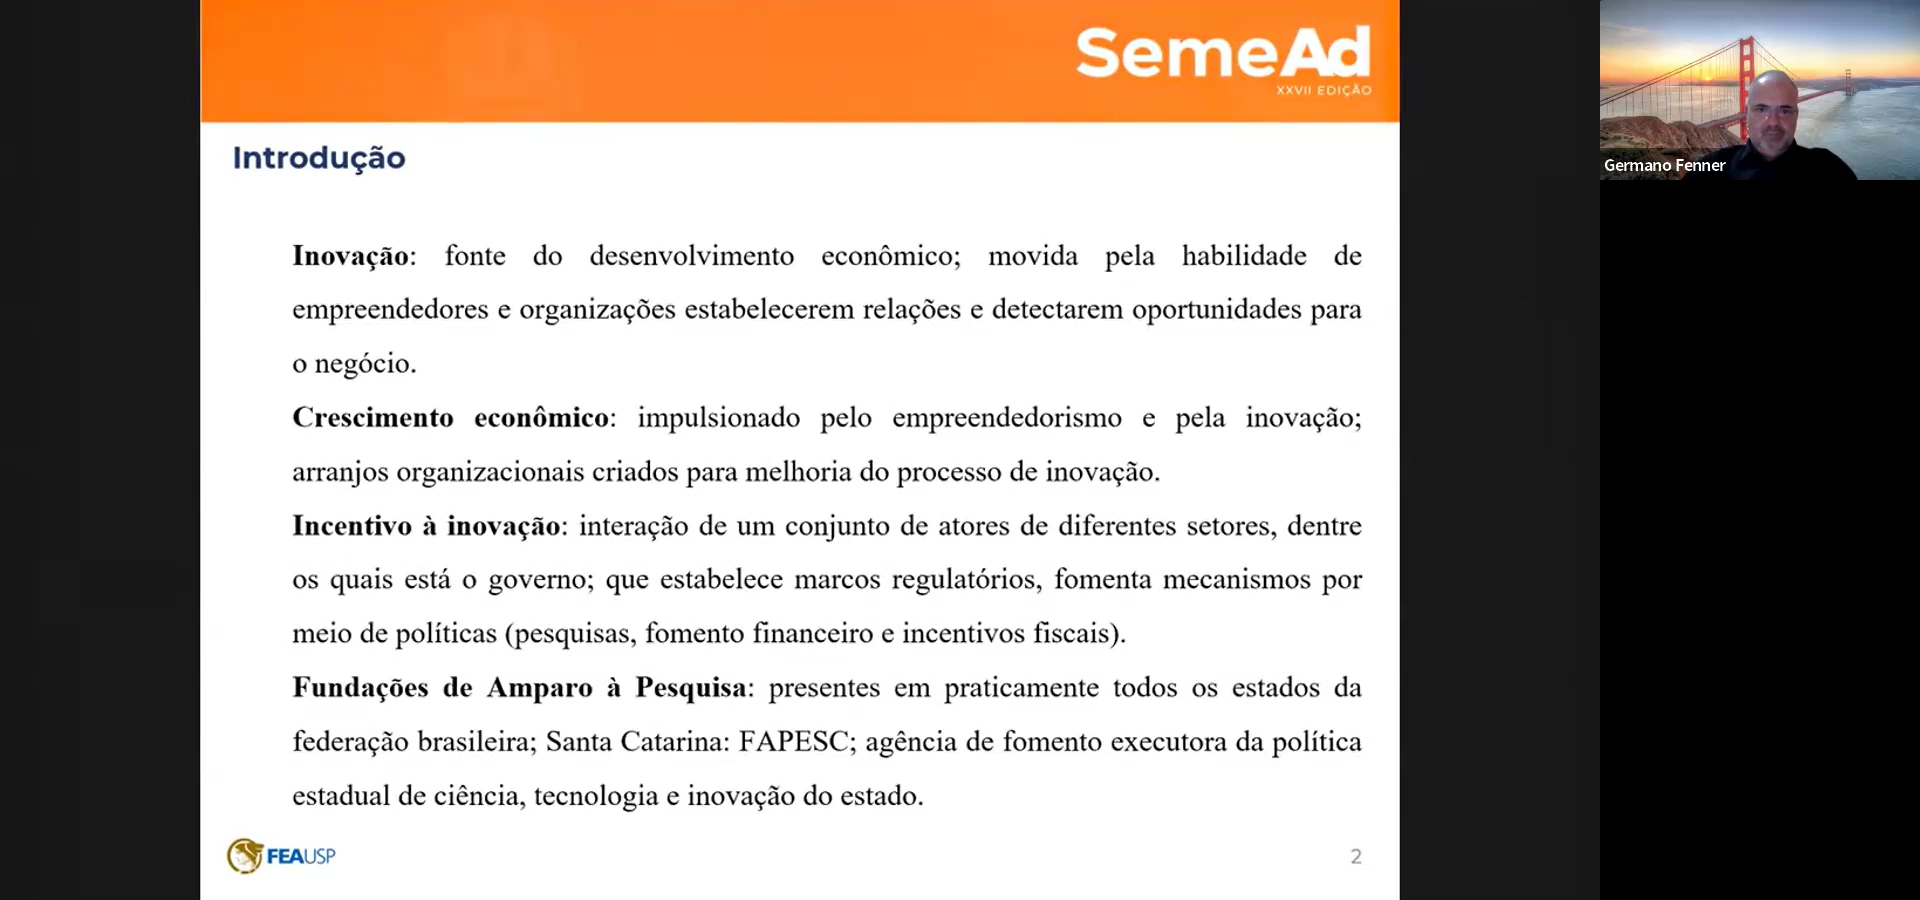 SemeAd
XXVII EDIÇÃO
Introdução
Inovação: fonte do desenvolvimento econômico; movida pela habilidade de
empreendedores e organizações estabelecerem relações e detectarem oportunidades para
o negócio.
Crescimento econômico: impulsionado pelo empreendedorismo e pela inovação;
arranjos organizacionais criados para melhoria do processo de inovação.
Incentivo à inovação: interação de um conjunto de atores de diferentes setores, dentre
os quais está o governo; que estabelece marcos regulatórios, fomenta mecanismos por
meio de políticas (pesquisas, fomento financeiro e incentivos fiscais).
Fundações de Amparo à Pesquisa: presentes em praticamente todos os estados da
federação brasileira; Santa Catarina: FAPESC; agência de fomento executora da política
estadual de ciência, tecnologia e inovação do estado.
FEAUSP
2
Germano Fenner